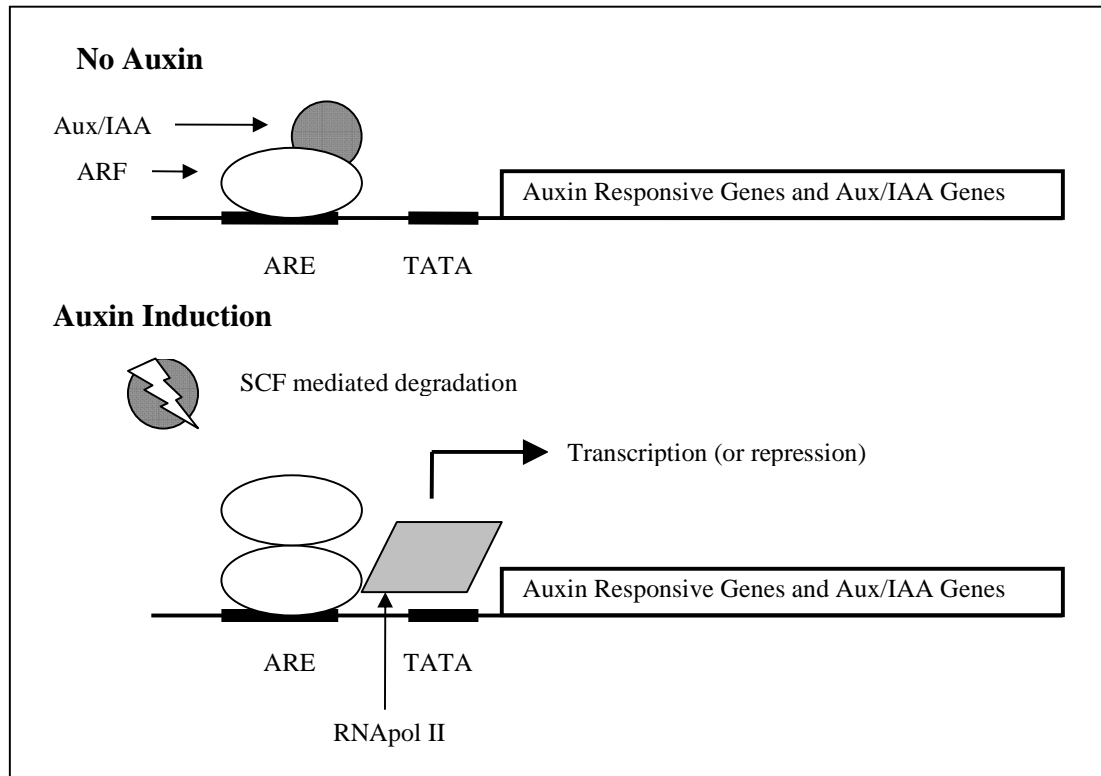 No Auxin
Aux/IAA
ARF
Auxin Responsive Genes and Aux/IAA Genes
ARE
TATA
Auxin Induction
SCF mediated degradation
Transcription (or repression)
Auxin Responsive Genes and Aux/IAA Genes
ARE
TATA
RNApol II